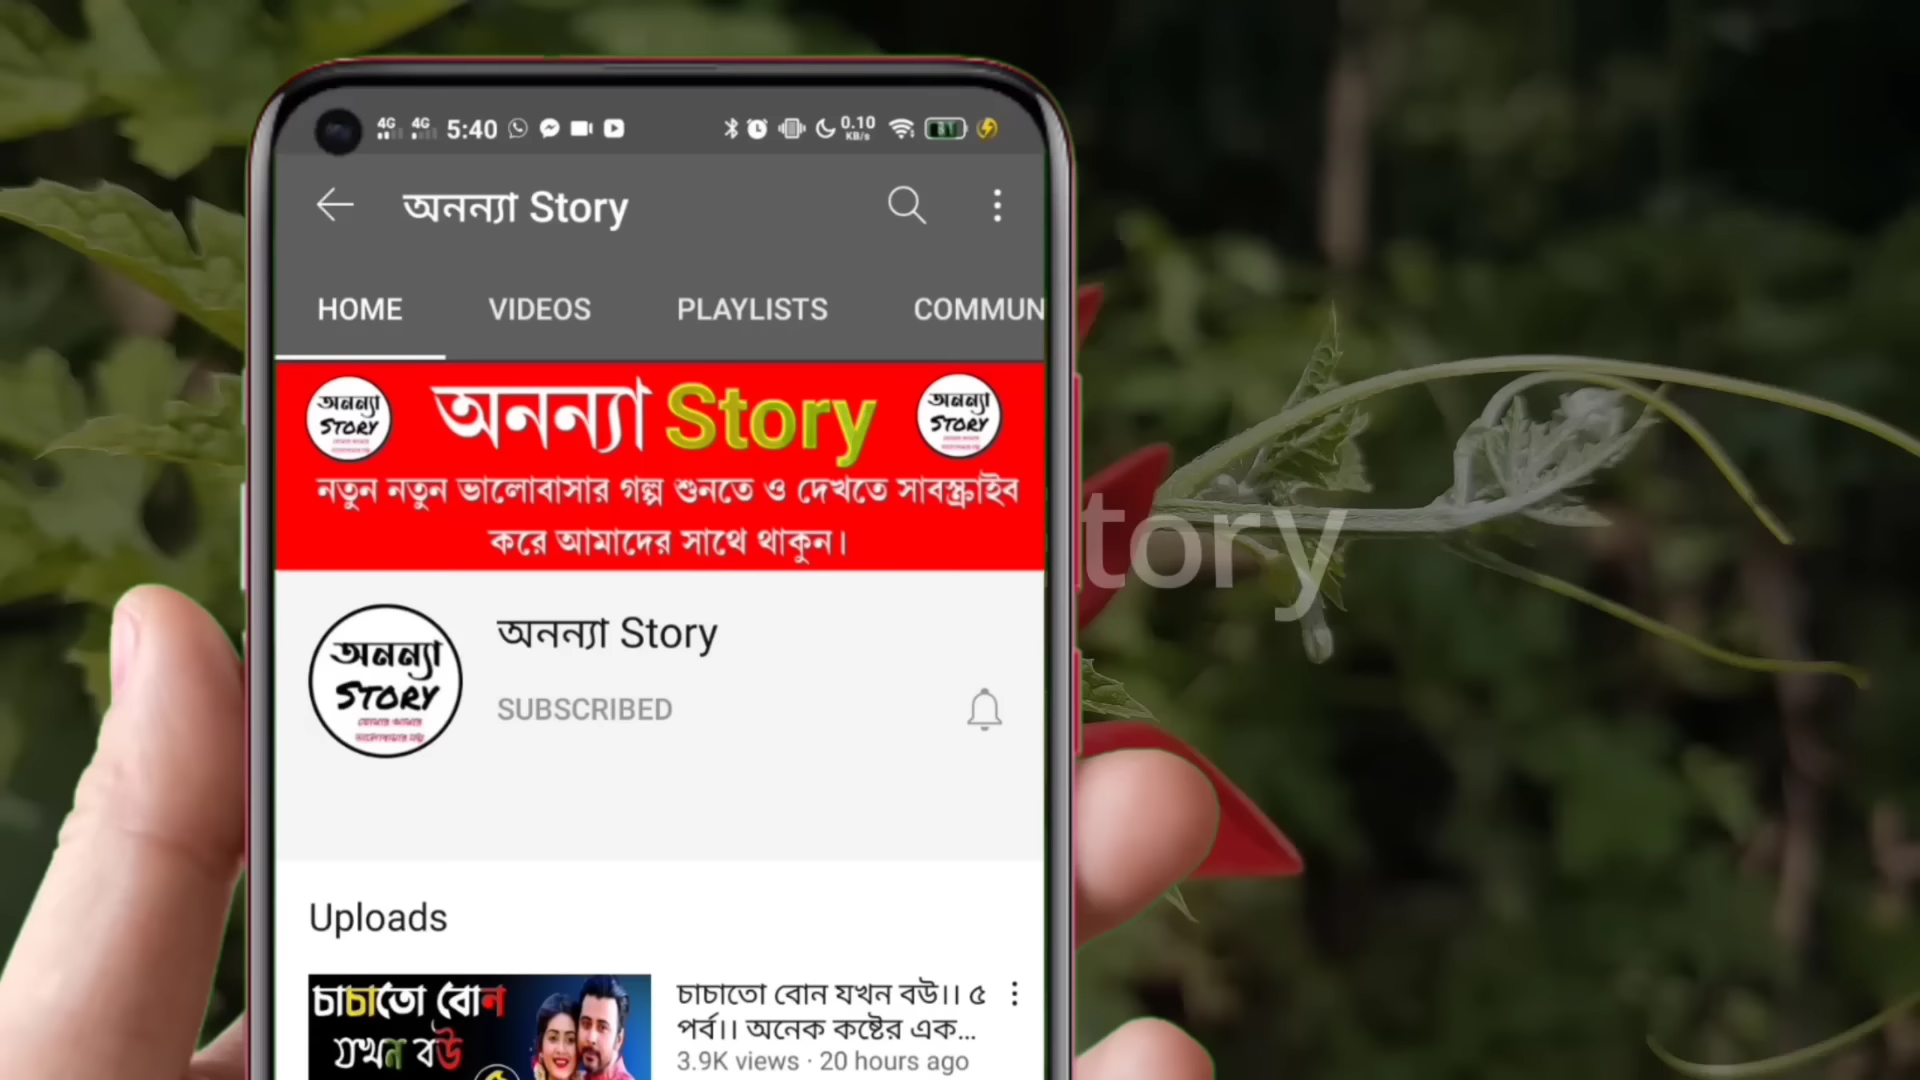 4G 4G 5:40 0.10 KB/s 81
অনন্যা Story
HOME VIDEOS PLAYLISTS COMMUN
অনন্যা STORY
অনন্যা Story
অনন্যা STORY
নতুন নতুন ভালোবাসার গল্প শুনতে ও দেখতে সাবস্ক্রাইব
করে আমাদের সাথে থাকুন।
tory
অনন্যা
STORY
অনন্যা Story
SUBSCRIBED
Uploads
চাচাতো বোন
যখন বউ
চাচাতো বোন যখন বউ।। ৫
পর্ব।। অনেক কষ্টের এক...
3.9K views · 20 hours ago